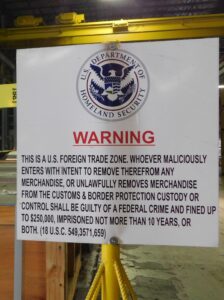 U.S. DEPARTMENT OF
HOMELAND SECURITY
WARNING
THIS IS A U.S. FOREIGN TRADE ZONE. WHOEVER MALICIOUSLY
ENTERS WITH INTENT TO REMOVE THEREFROM ANY
MERCHANDISE, OR UNLAWFULLY REMOVES MERCHANDISE
FROM THE CUSTOMS & BORDER PROTECTION CUSTODY OR
CONTROL SHALL BE GUILTY OF A FEDERAL CRIME AND FINED UP
TO $250,000, IMPRISONED NOT MORE THAN 10 YEARS, OR
BOTH. (18 U.S.C. 549,3571,659)